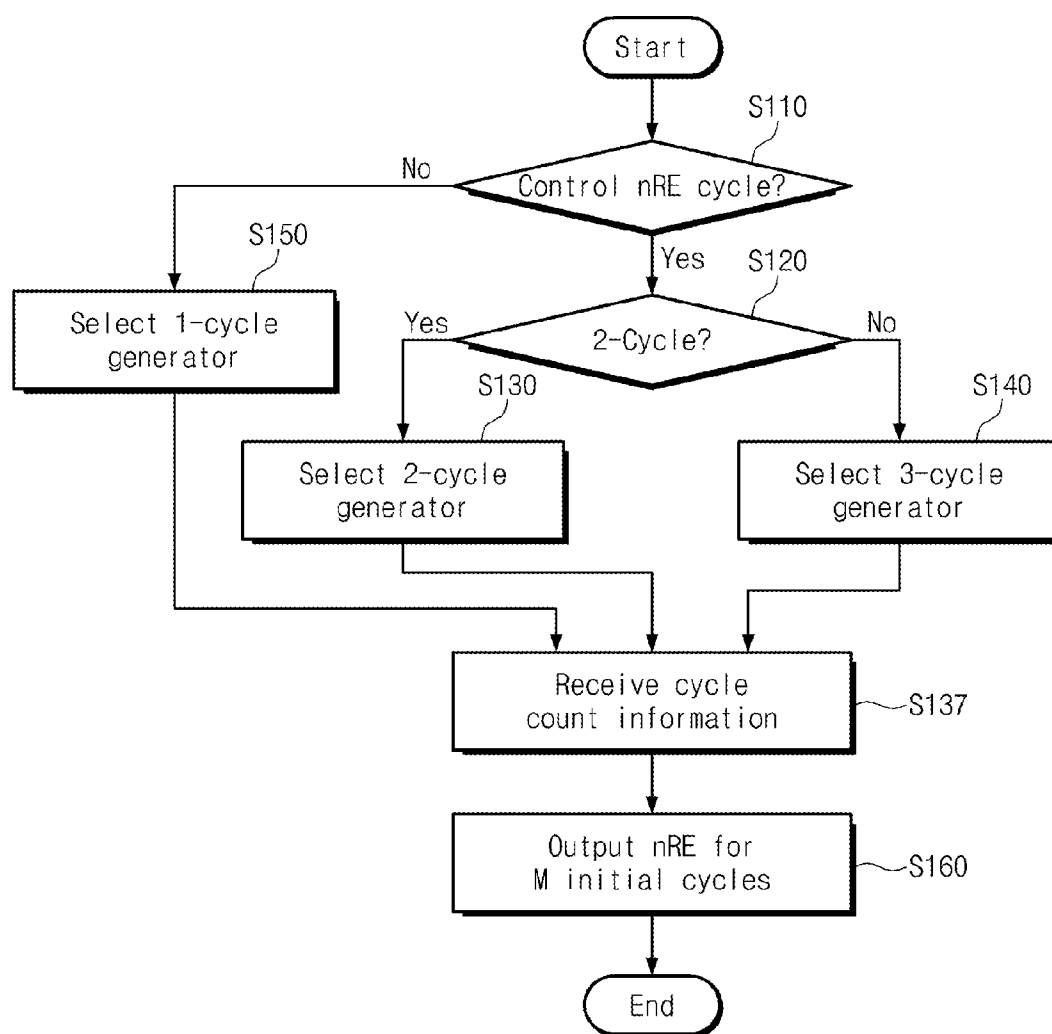 Start
S110
Control nRE cycle?
No
Yes
S150
Select 1-cycle
generator
S120
2-Cycle?
Yes
No
S130
Select 2-cycle
generator
S140
Select 3-cycle
generator
Receive cycle
count information
S137
Output nRE for
M initial cycles
S160
End